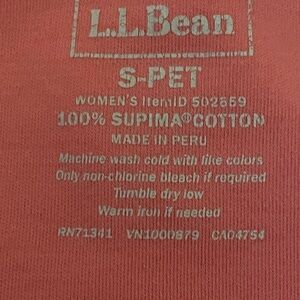 L.L.Bean
S-PET
WOMEN'S ItemID 502659
100% SUPIMA® COTTON
MADE IN PERU
Machine wash cold with like colors
Only non-chlorine bleach if required
Tumble dry low
Warm iron if needed
RN71341 VN1000879 CA04754